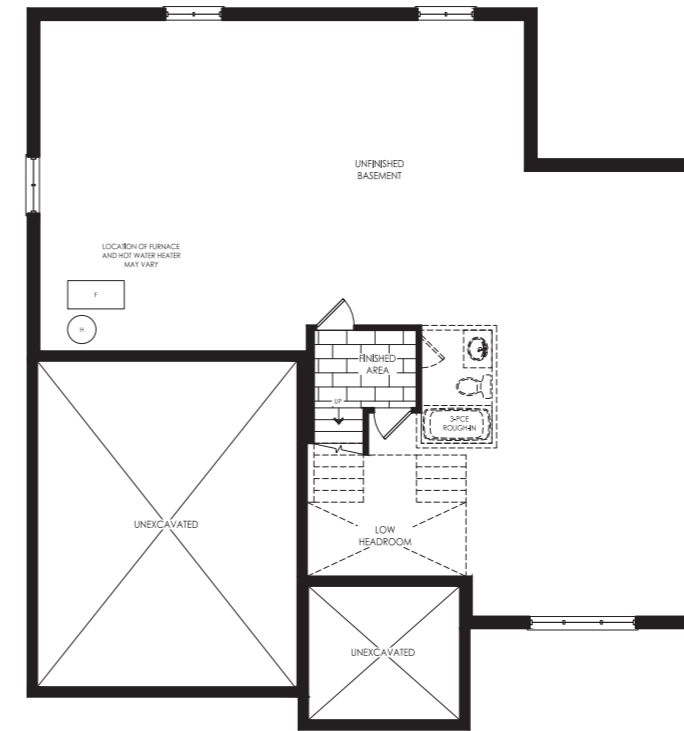 UNFINISHED
BASEMENT
LOCATION OF FURNACE
AND HOT WATER HEATER
MAY VARY
F
H
FINISHED
AREA
UP
3-PCE
ROUGH-IN
UNEXCAVATED
LOW
HEADROOM
UNEXCAVATED